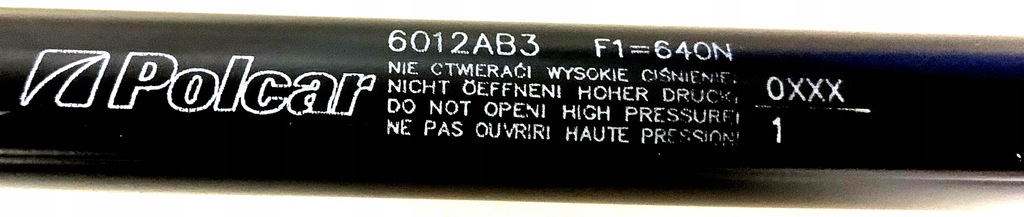 Polcar
6012AB3 F1=640N
NIE OTWIERAĆI WYSOKIE CIŚNIENIE!
NICHT OEFFNEN! HOHER DRUCK!
DO NOT OPEN! HIGH PRESSURE!
NE PAS OUVRIR! HAUTE PRESSION!
0XXX
1